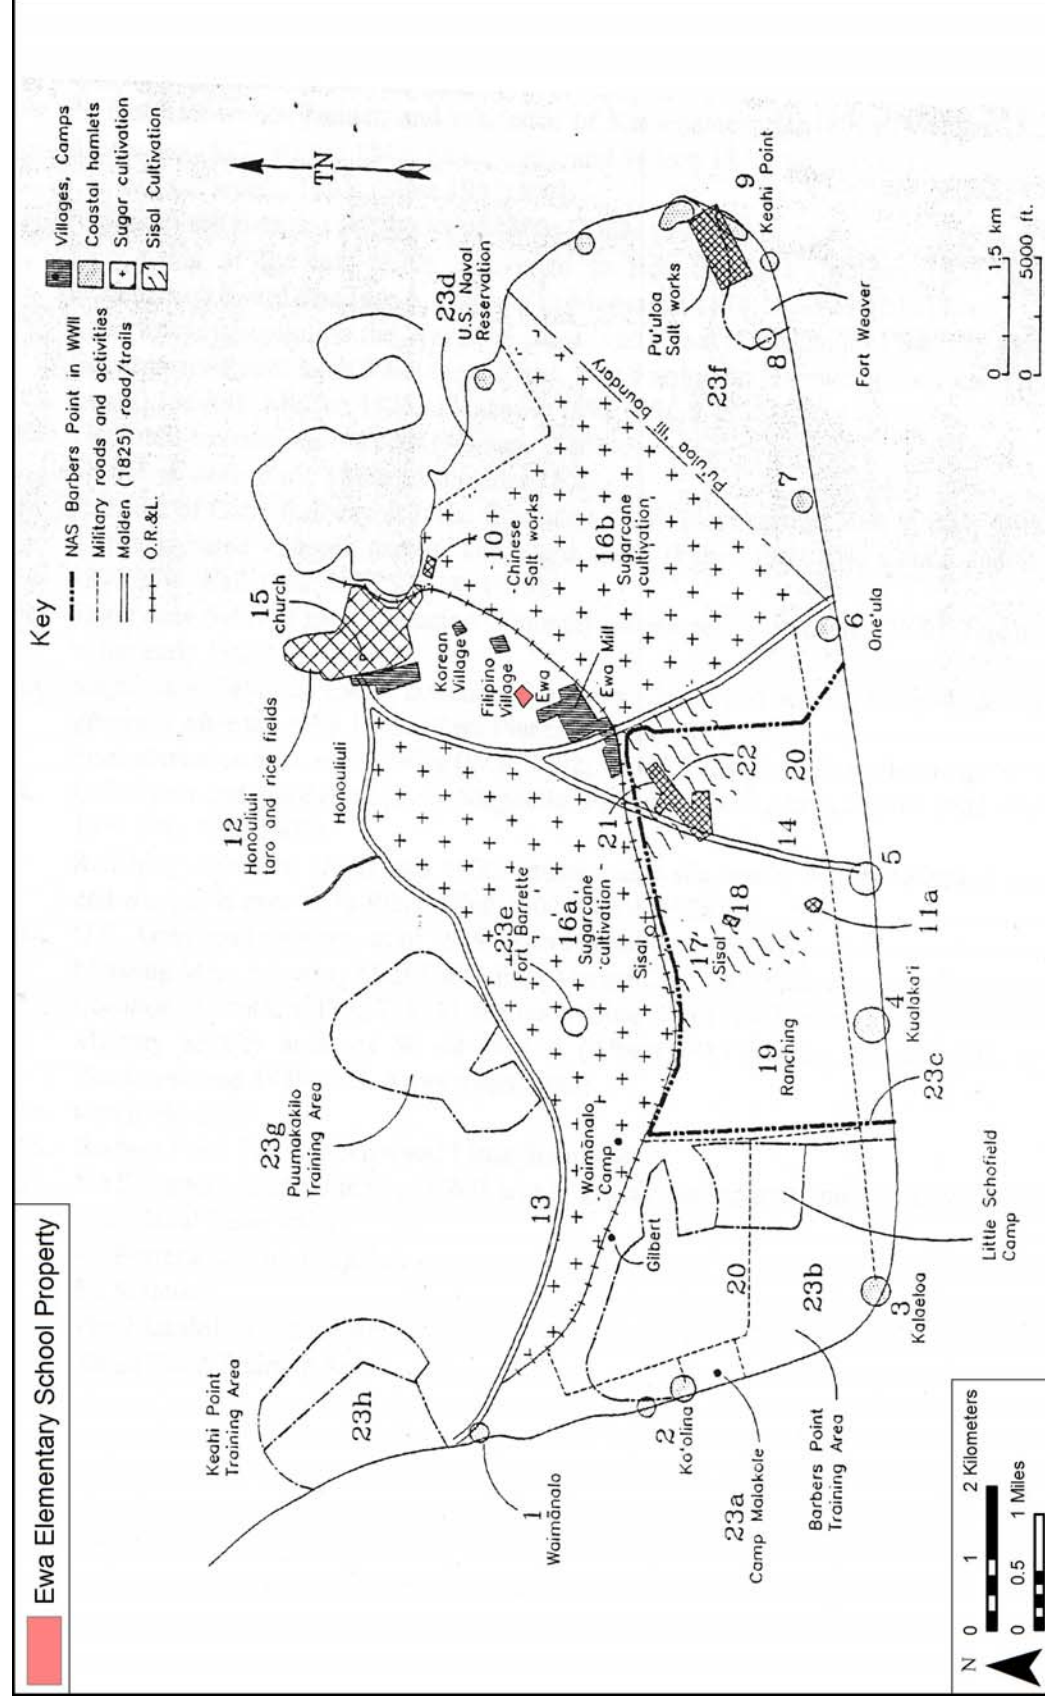 Ewa Elementary School Property
Key
NAS Barbers Point in WWII
Military roads and activities
Malden (1825) road/trails
O.R.&L.
Villages, Camps
Coastal hamlets
Sugar cultivation
Sisal Cultivation
TN
Keahi Point
Training Area
23h
1
Waimānalo
23g
Puumakakilo
Training Area
13
12
Honouliuli
taro and rice fields
Honouliuli
15
church
Korean
Village
Filipino
Village
Ewa
Ewa Mill
23d
U.S. Naval
Reservation
10
Chinese
Salt works
16b
Sugarcane
cultivation
Pu'uloa 'Ili boundary
Pu'uloa
Salt works
23f
9
Keahi Point
8
Fort Weaver
7
6
One'ula
23e
Fort Barrette
16a
Sugarcane
cultivation
Sisal
17
Sisal
18
21
22
20
14
5
11a
4
Kualaka'i
19
Ranching
23c
Waimānalo
Camp
Gilbert
20
23b
Little Schofield
Camp
3
Kalaeloa
2
Ko'olina
23a
Camp Malakole
Barbers Point
Training Area
0 1.5 km
0 5000 ft.
N
0 1 2 Kilometers
0 0.5 1 Miles